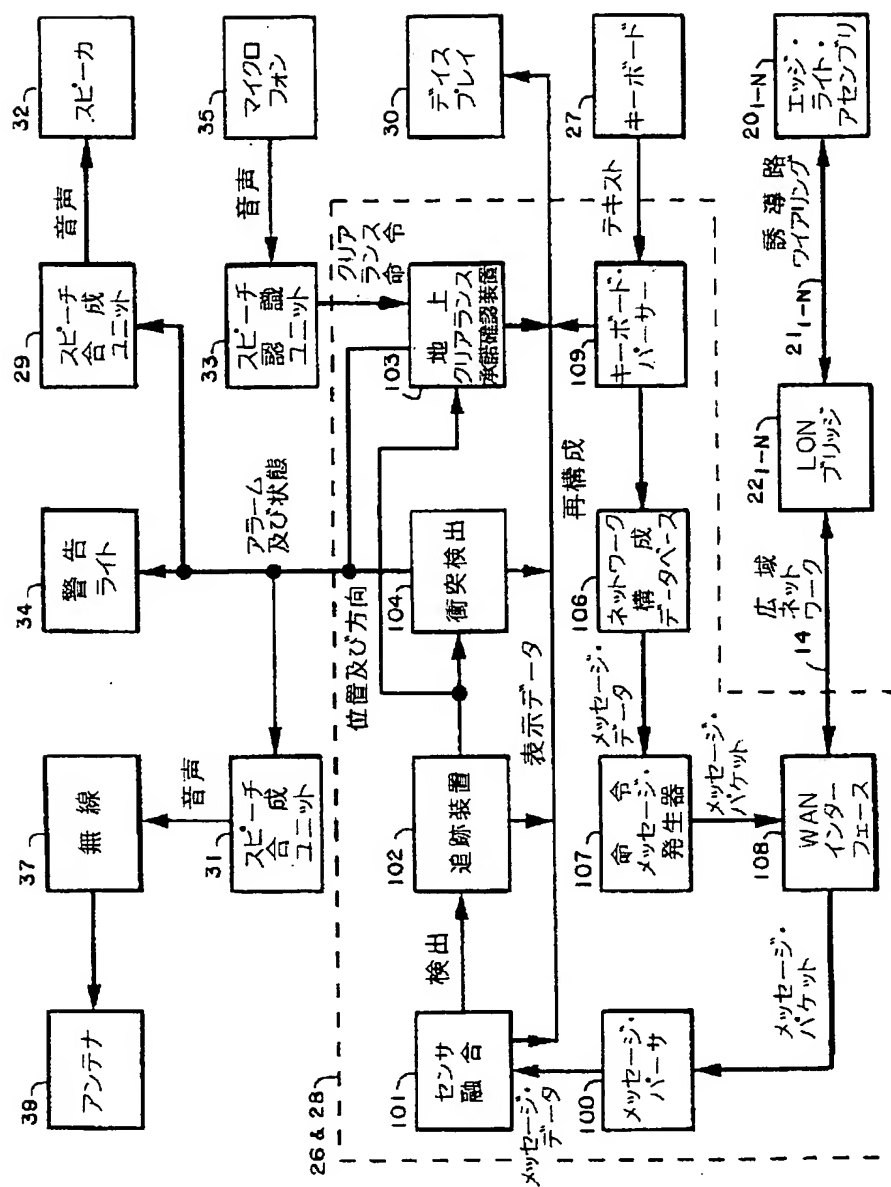 39
アンテナ
37
無線
音声
31
スピーチ
合成
ユニット
34
警告
ライト
アラーム
及び状態
29
スピーチ
合成
ユニット
音声
32
スピーカ
35
マイクロ
フォン
音声
33
スピーチ
認識
ユニット
クリア
ランス
命令
26 & 28
101
センサ
融合
検出
102
追跡装置
位置及び方向
104
衝突検出
103
地上
クリアランス
承諾確認装置
30
ディス
プレイ
表示データ
メッセージ・
データ
100
メッセージ・
パーサ
107
命令
メッセージ・
発生器
メッセージ・
データ
106
ネットワーク
構成
データベース
再構成
109
キーボード・
パーサー
テキスト
27
キーボード
メッセージ・
パケット
メッセージ・
パケット
108
WAN
インター
フェース
14
広域
ネット
ワーク
22 1-N
LON
ブリッジ
21 1-N
誘導路
ワイアリング
20 1-N
エッジ・
ライト・
アセンブリ